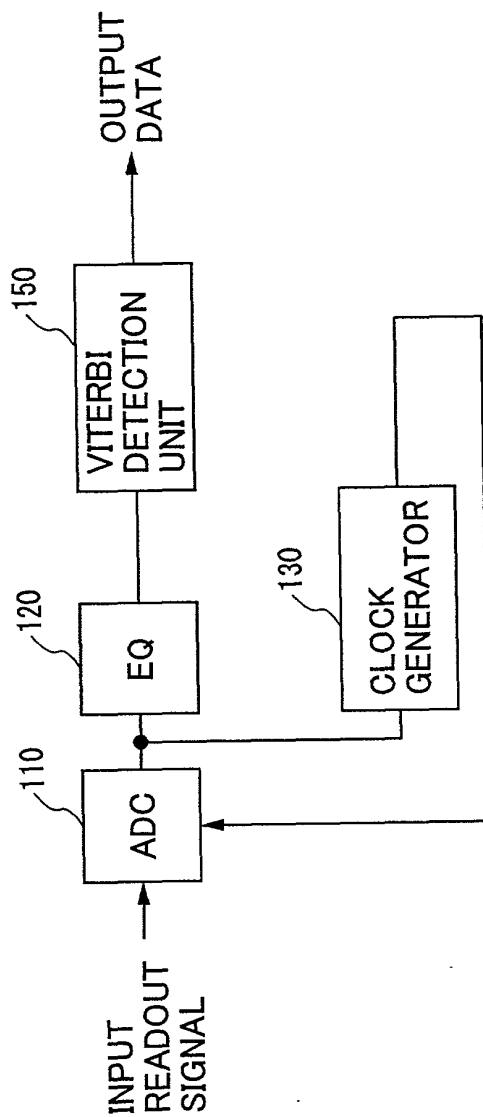 INPUT
READOUT
SIGNAL
110
ADC
120
EQ
150
VITERBI
DETECTION
UNIT
OUTPUT
DATA
130
CLOCK
GENERATOR